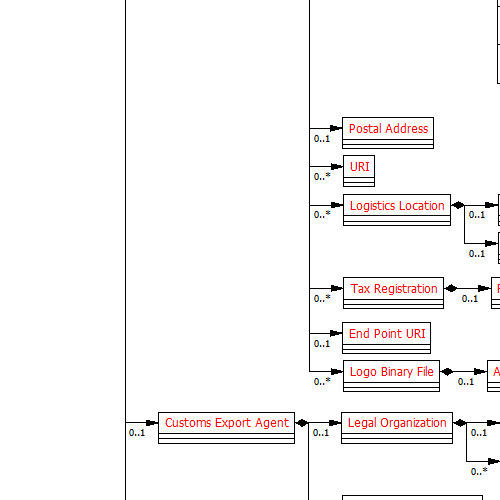 Postal Address
0..1
URI
0..*
Logistics Location
0..* 0..1
0..1
Tax Registration
0..* 0..1
End Point URI
0..1
Logo Binary File
0..* 0..1
Customs Export Agent Legal Organization
0..1 0..1 0..1
0..*